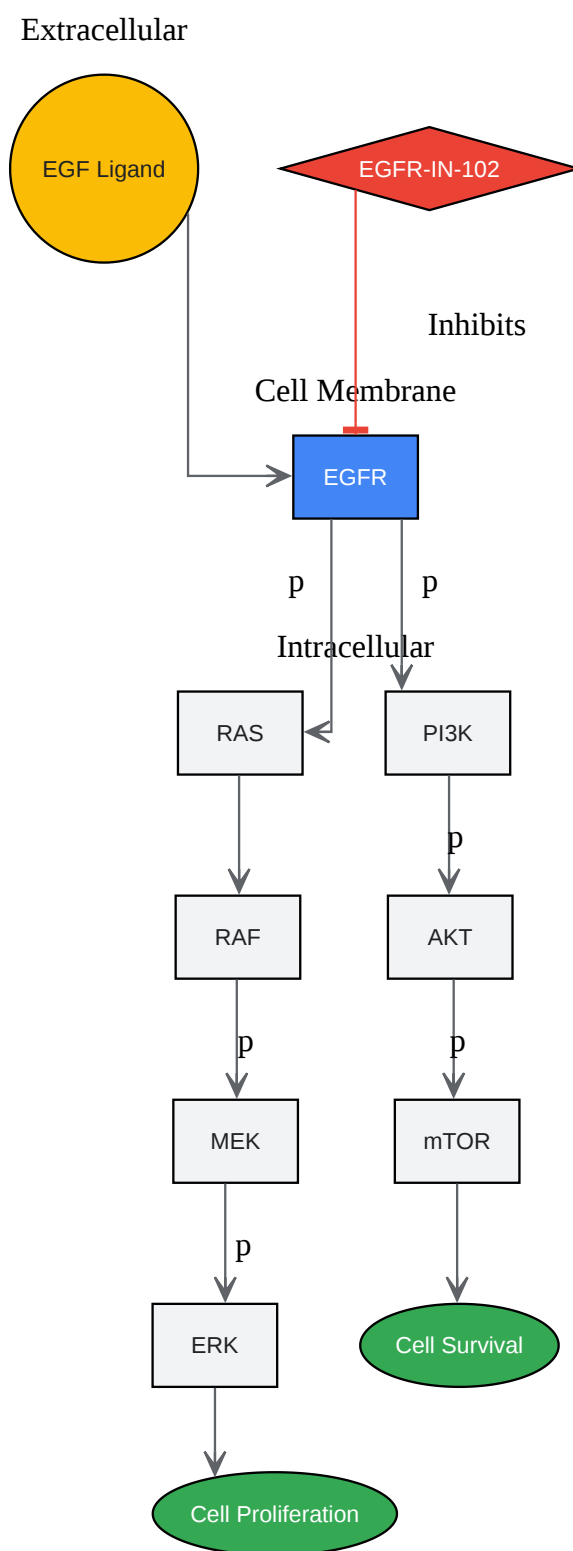 Extracellular
EGF Ligand
EGFR-IN-102
Inhibits
Cell Membrane
EGFR
p
p
Intracellular
RAS
PI3K
p
RAF
AKT
p
p
MEK
mTOR
p
ERK
Cell Survival
Cell Proliferation